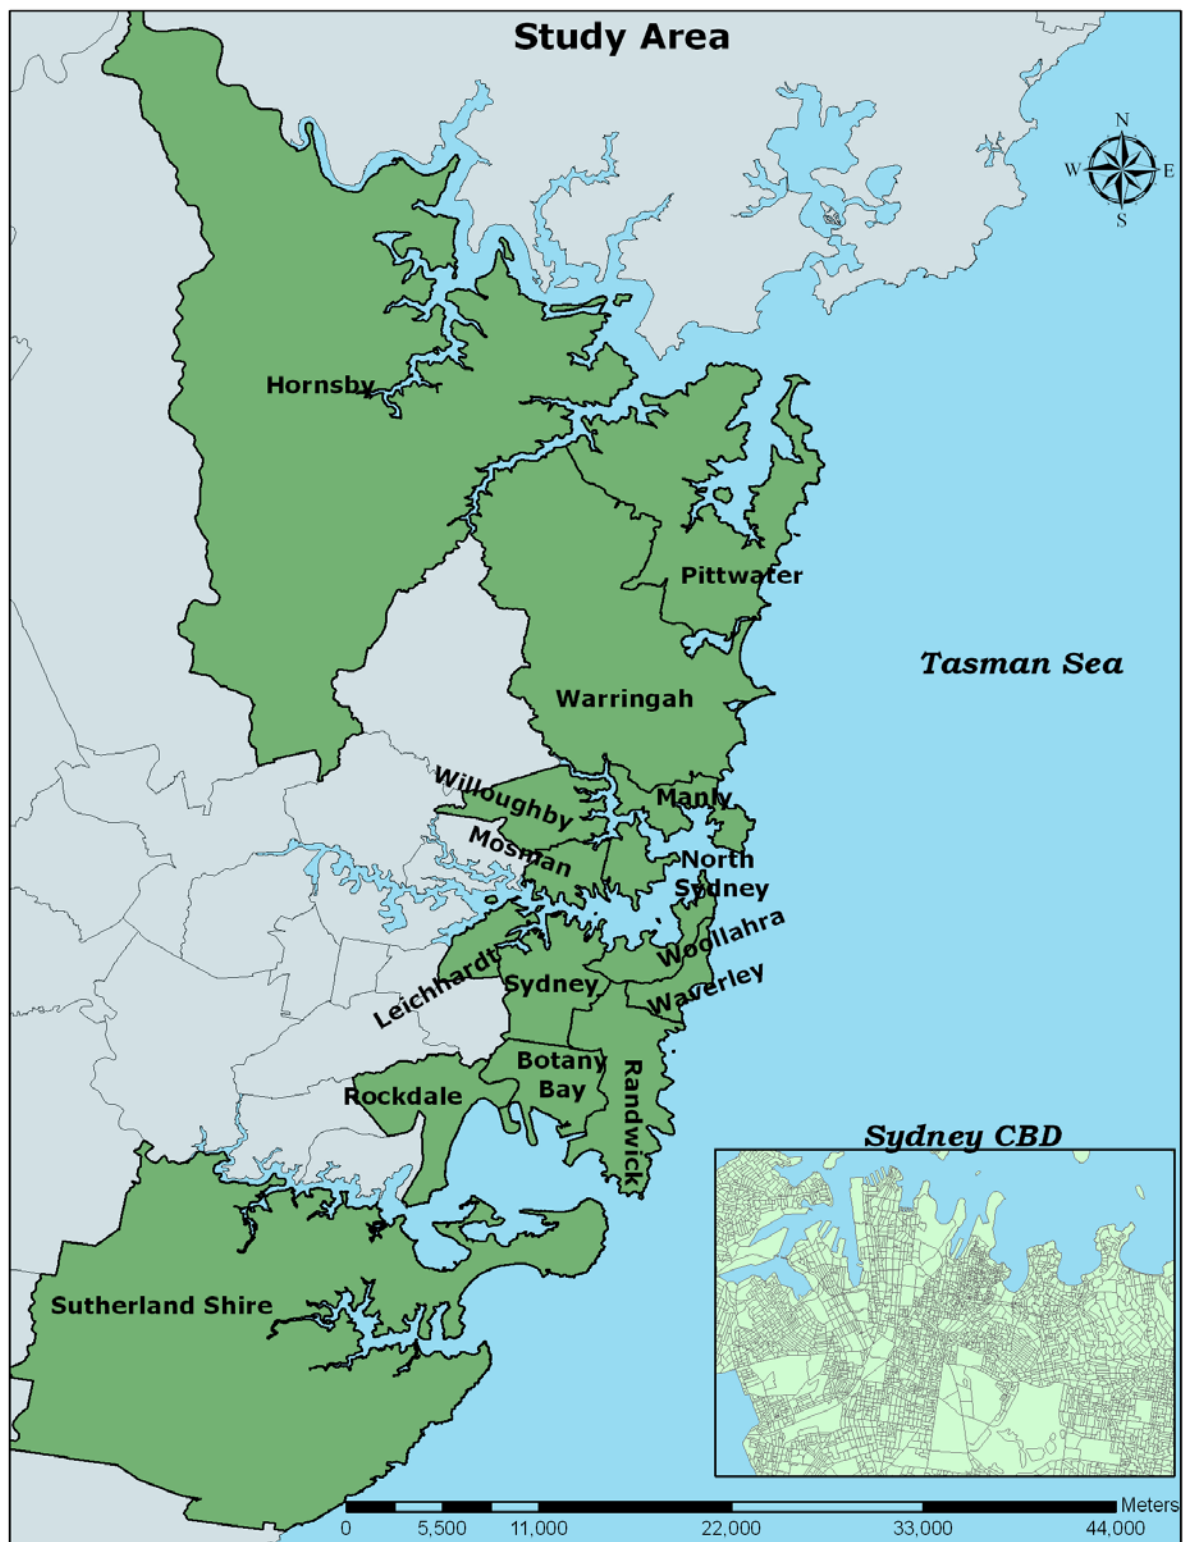 Study Area
N
W E
S
Hornsby
Pittwater
Tasman Sea
Warringah
Willoughby
Manly
Mosman
North
Sydney
Woollahra
Leichhardt
Sydney
Waverley
Botany
Bay
Randwick
Rockdale
Sydney CBD
Sutherland Shire
Meters
0 5,500 11,000 22,000 33,000 44,000